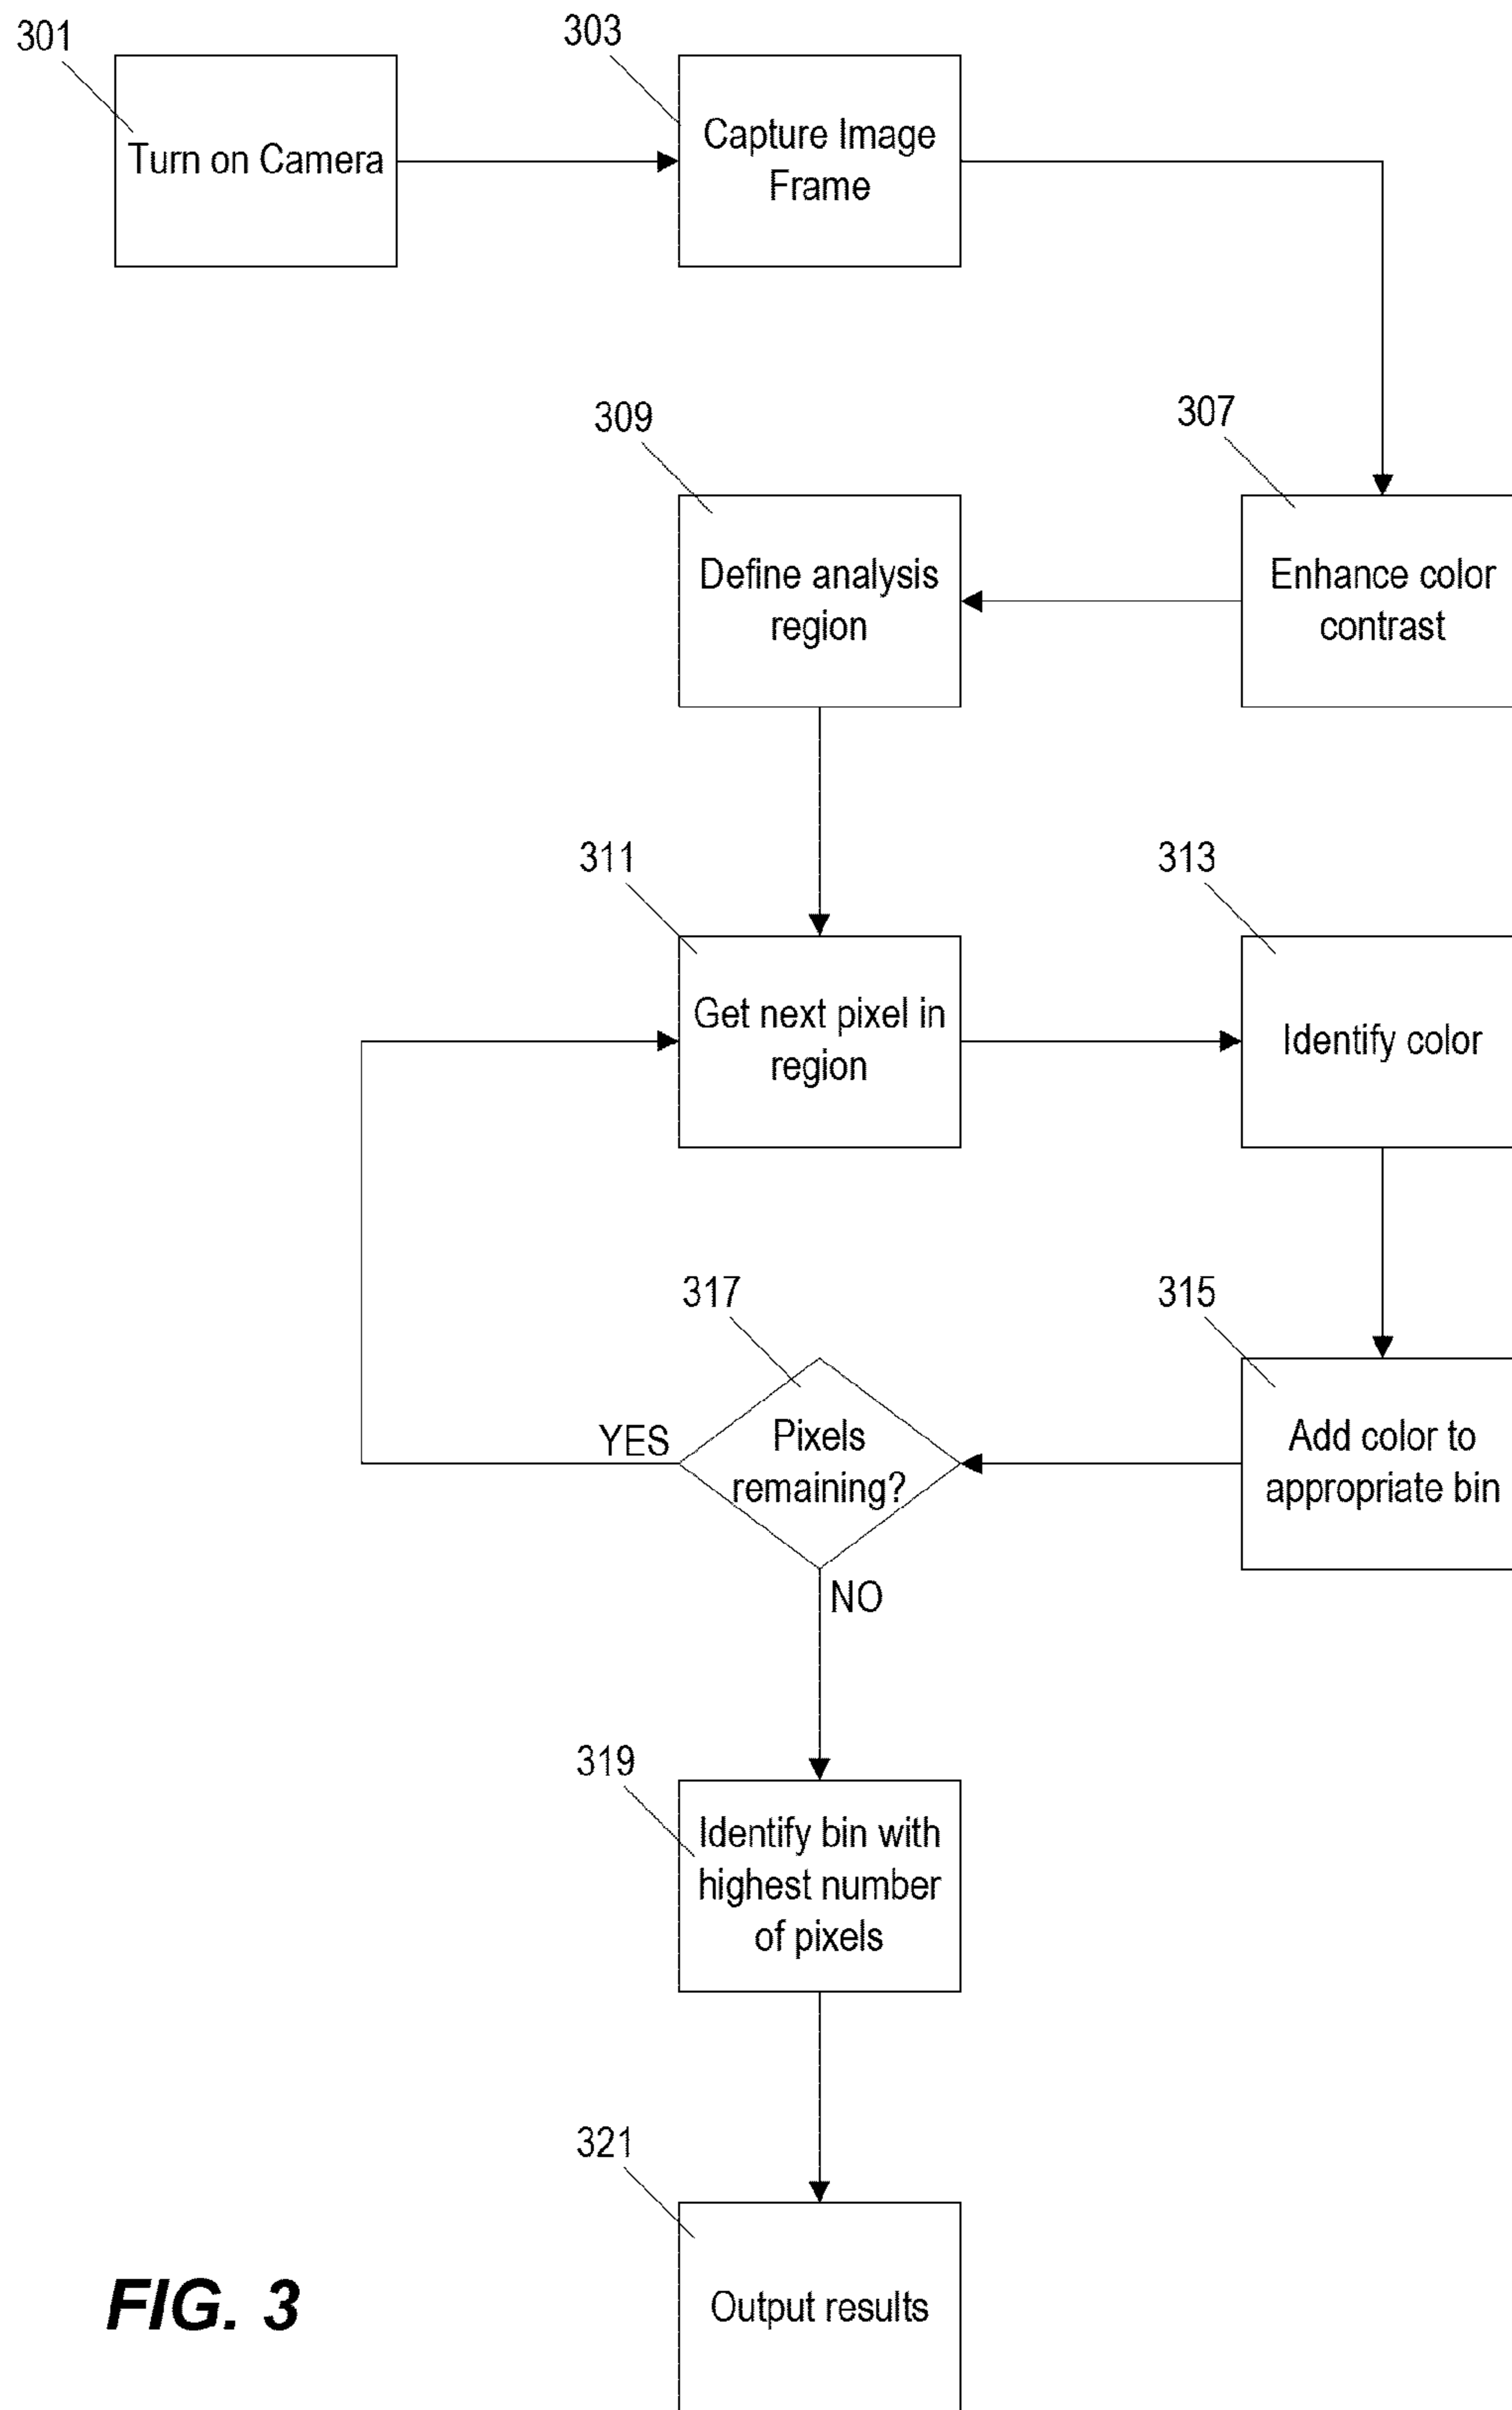 301
Turn on Camera
303
Capture Image
Frame
307
Enhance color
contrast
309
Define analysis
region
311
Get next pixel in
region
313
Identify color
315
Add color to
appropriate bin
317
Pixels
remaining?
YES
NO
319
Identify bin with
highest number
of pixels
321
Output results
FIG. 3